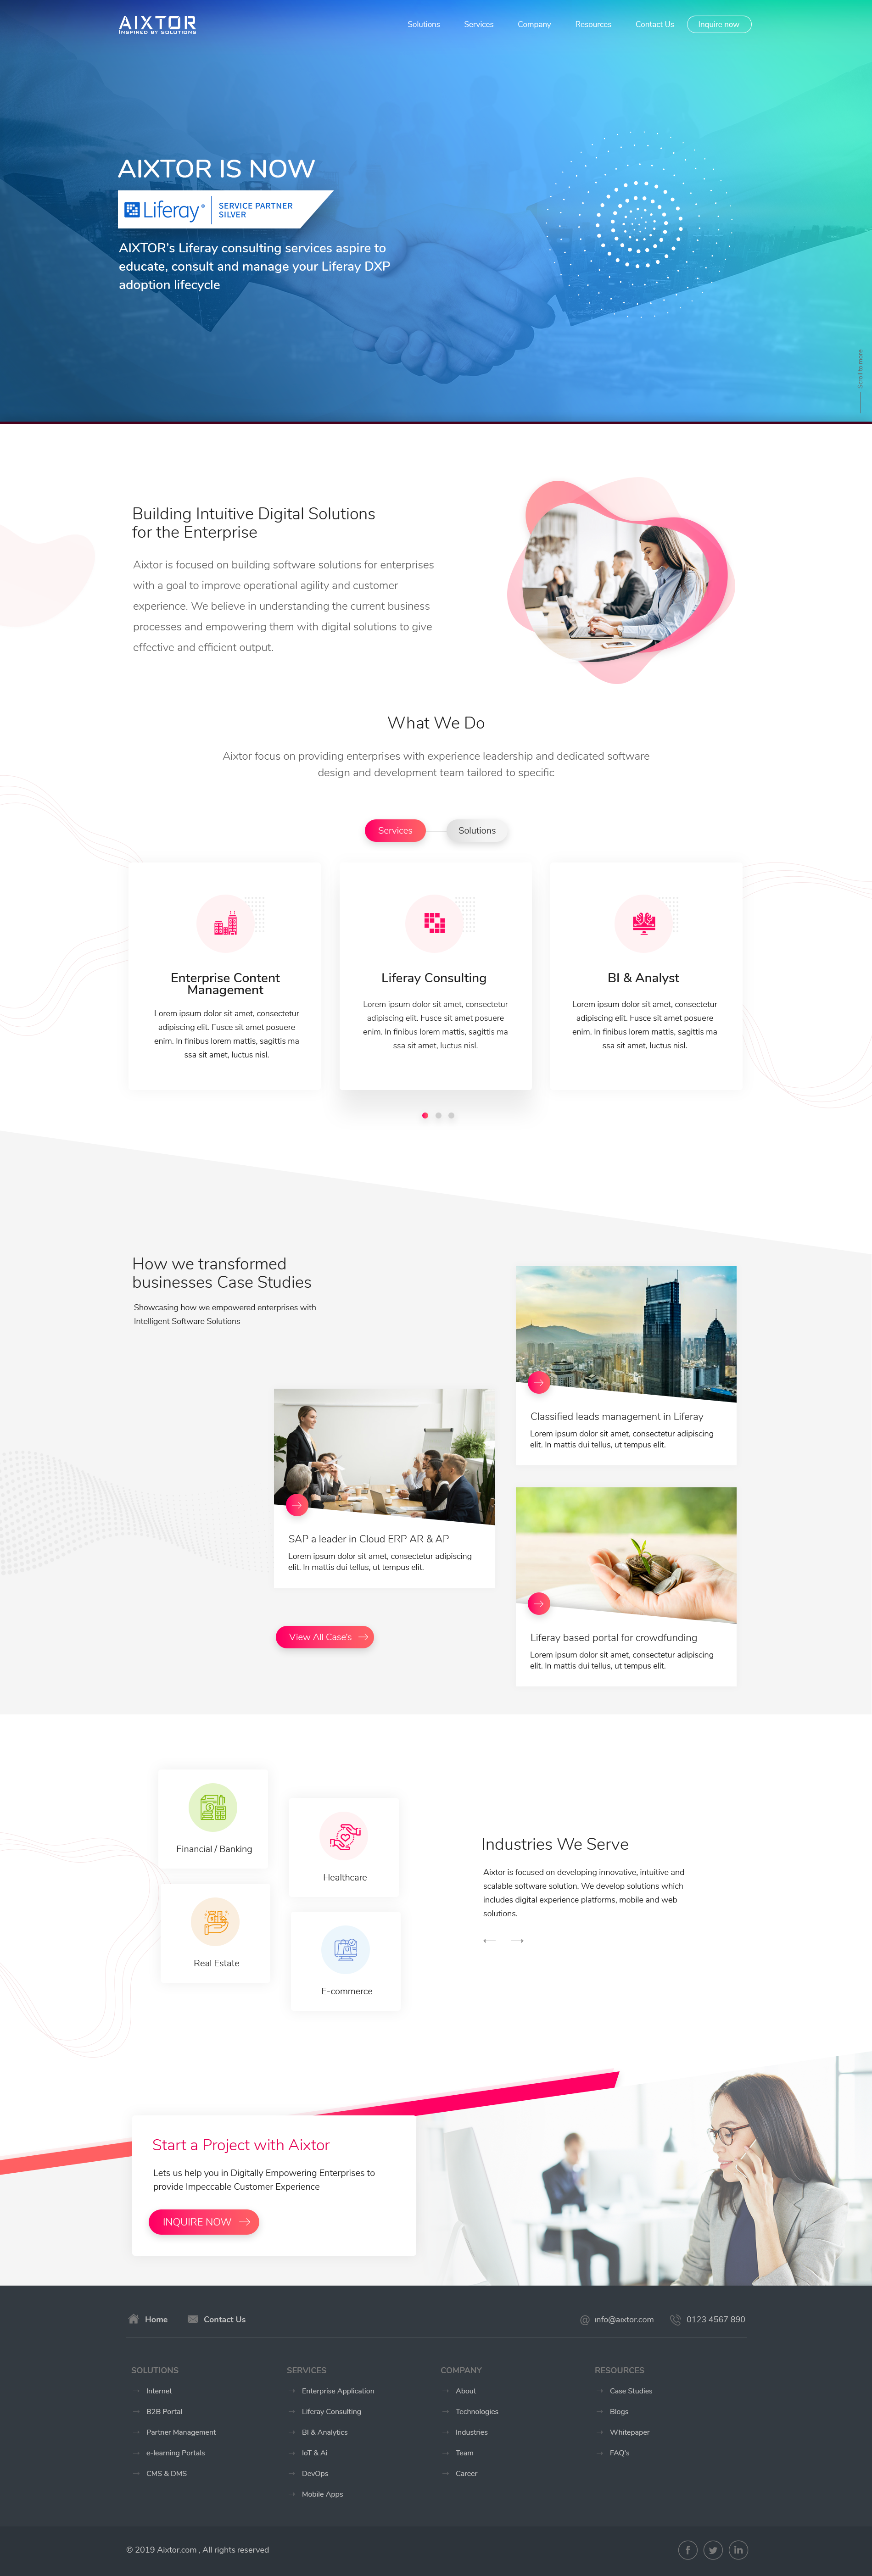 AIXTOR
INSPIRED BY SOLUTIONS
Solutions
Services
Company
Resources
Contact Us
Inquire now
AIXTOR IS NOW
Liferay®
SERVICE PARTNER
SILVER
AIXTOR's Liferay consulting services aspire to
educate, consult and manage your Liferay DXP
adoption lifecycle
Scroll to more
Building Intuitive Digital Solutions
for the Enterprise
Aixtor is focused on building software solutions for enterprises
with a goal to improve operational agility and customer
experience. We believe in understanding the current business
processes and empowering them with digital solutions to give
effective and efficient output.
What We Do
Aixtor focus on providing enterprises with experience leadership and dedicated software
design and development team tailored to specific
Services
Solutions
Enterprise Content
Management
Lorem ipsum dolor sit amet, consectetur
adipiscing elit. Fusce sit amet posuere
enim. In finibus lorem mattis, sagittis ma
ssa sit amet, luctus nisl.
Liferay Consulting
Lorem ipsum dolor sit amet, consectetur
adipiscing elit. Fusce sit amet posuere
enim. In finibus lorem mattis, sagittis ma
ssa sit amet, luctus nisl.
BI & Analyst
Lorem ipsum dolor sit amet, consectetur
adipiscing elit. Fusce sit amet posuere
enim. In finibus lorem mattis, sagittis ma
ssa sit amet, luctus nisl.
How we transformed
businesses Case Studies
Showcasing how we empowered enterprises with
Intelligent Software Solutions
Classified leads management in Liferay
Lorem ipsum dolor sit amet, consectetur adipiscing
elit. In mattis dui tellus, ut tempus elit.
SAP a leader in Cloud ERP AR & AP
Lorem ipsum dolor sit amet, consectetur adipiscing
elit. In mattis dui tellus, ut tempus elit.
View All Case's
Liferay based portal for crowdfunding
Lorem ipsum dolor sit amet, consectetur adipiscing
elit. In mattis dui tellus, ut tempus elit.
Financial / Banking
Healthcare
Real Estate
E-commerce
Industries We Serve
Aixtor is focused on developing innovative, intuitive and
scalable software solution. We develop solutions which
includes digital experience platforms, mobile and web
solutions.
Start a Project with Aixtor
Lets us help you in Digitally Empowering Enterprises to
provide Impeccable Customer Experience
INQUIRE NOW
Home
Contact Us
info@aixtor.com
0123 4567 890
SOLUTIONS
Internet
B2B Portal
Partner Management
e-learning Portals
CMS & DMS
SERVICES
Enterprise Application
Liferay Consulting
BI & Analytics
IoT & Ai
DevOps
Mobile Apps
COMPANY
About
Technologies
Industries
Team
Career
RESOURCES
Case Studies
Blogs
Whitepaper
FAQ's
© 2019 Aixtor.com , All rights reserved